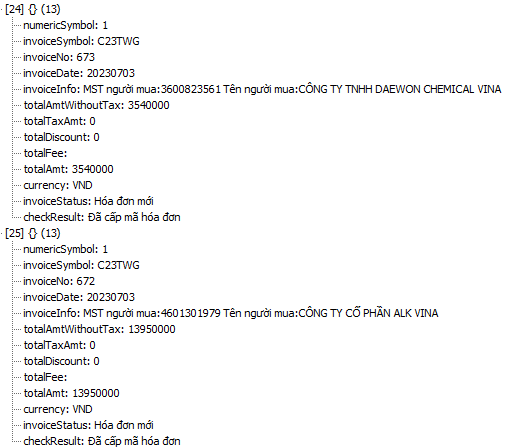 [24] {} (13)
numericSymbol: 1
invoiceSymbol: C23TWG
invoiceNo: 673
invoiceDate: 20230703
invoiceInfo: MST người mua:3600823561 Tên người mua:CÔNG TY TNHH DAEWON CHEMICAL VINA
totalAmtWithoutTax: 3540000
totalTaxAmt: 0
totalDiscount: 0
totalFee:
totalAmt: 3540000
currency: VND
invoiceStatus: Hóa đơn mới
checkResult: Đã cấp mã hóa đơn
[25] {} (13)
numericSymbol: 1
invoiceSymbol: C23TWG
invoiceNo: 672
invoiceDate: 20230703
invoiceInfo: MST người mua:4601301979 Tên người mua:CÔNG TY CỔ PHẦN ALK VINA
totalAmtWithoutTax: 13950000
totalTaxAmt: 0
totalDiscount: 0
totalFee:
totalAmt: 13950000
currency: VND
invoiceStatus: Hóa đơn mới
checkResult: Đã cấp mã hóa đơn